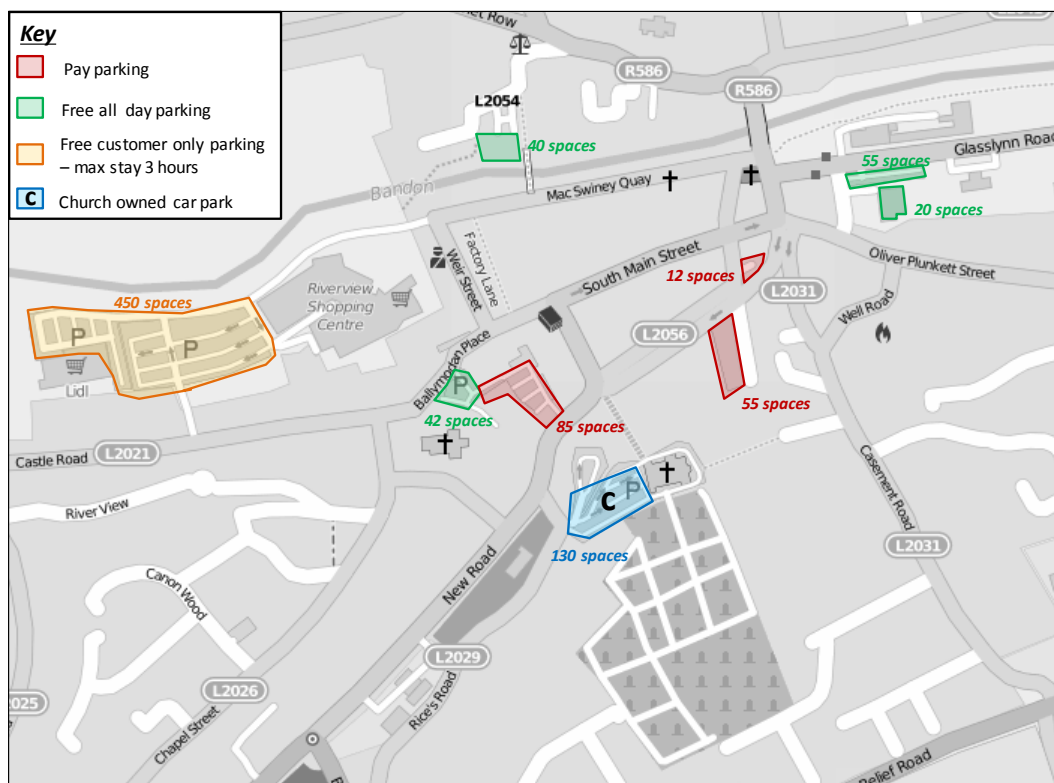 Key
Pay parking
Free all day parking
Free customer only parking
– max stay 3 hours
C
Church owned car park
R586
R586
L2054
40 spaces
Glasslynn Road
55 spaces
Mac Swiney Quay
Bandon
20 spaces
South Main Street
Oliver Plunkett Street
Factory Lane
Weir Street
12 spaces
L2031
Riverview
Shopping
Centre
450 spaces
Well Road
L2056
P
P
Lidl
Ballymodan Place
P
42 spaces
85 spaces
55 spaces
Castle Road
L2021
River View
C
P
130 spaces
Casement Road
L2031
New Road
Canon Wood
L2029
Rice's Road
L2026
Chapel Street
2025
Relief Road